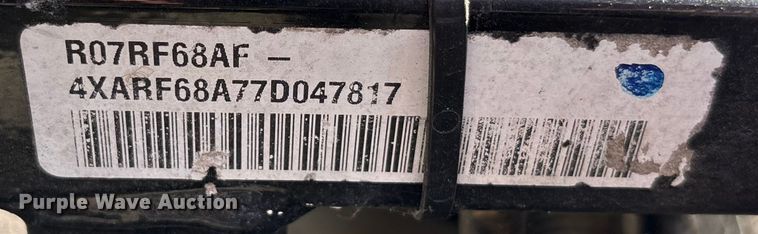 R07RF68AF -
4XARF68A77D047817
Purple Wave Auction